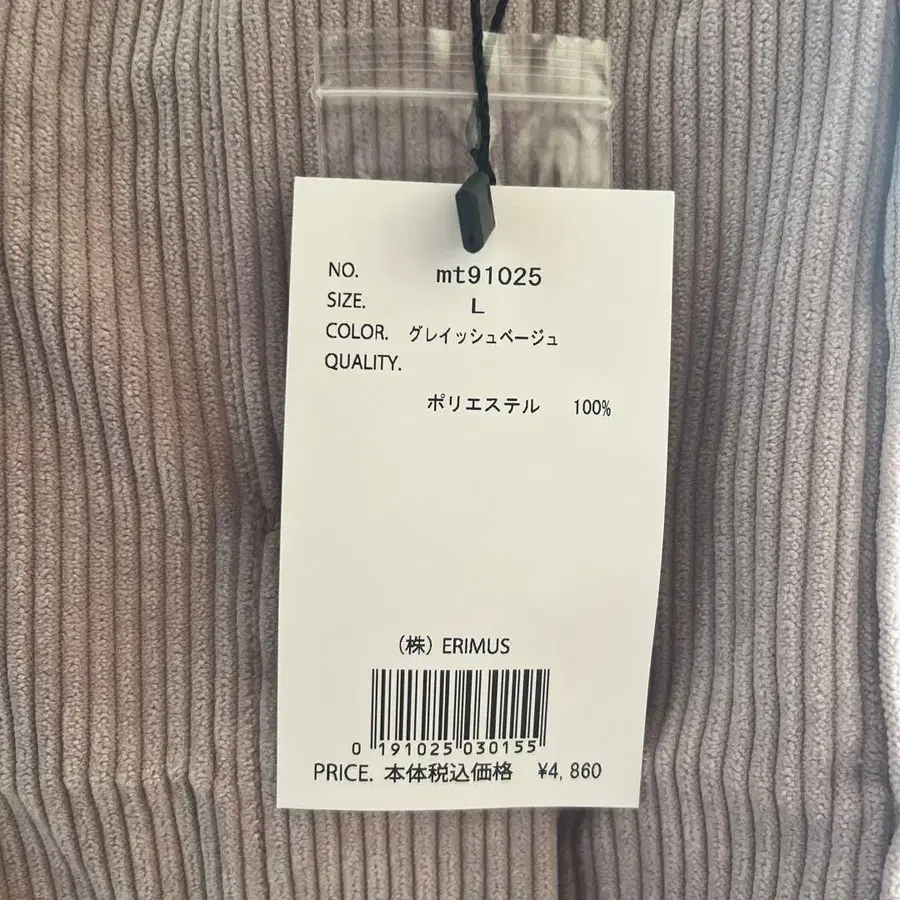 NO. mt91025
SIZE. L
COLOR. グレイッシュベージュ
QUALITY.
ポリエステル 100%
(株) ERIMUS
0 191025 030155
PRICE. 本体税込価格 ¥4,860